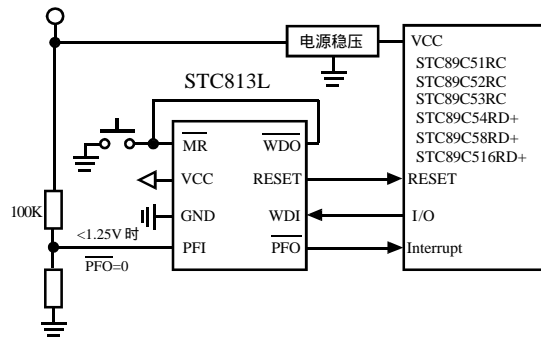 电源稳压
VCC
STC89C51RC
STC89C52RC
STC89C53RC
STC89C54RD+
STC89C58RD+
STC89C516RD+
RESET
I/O
Interrupt
STC813L
MR
WDO
VCC
RESET
GND
WDI
PFI
PFO
100K
<1.25V 时
PFO=0